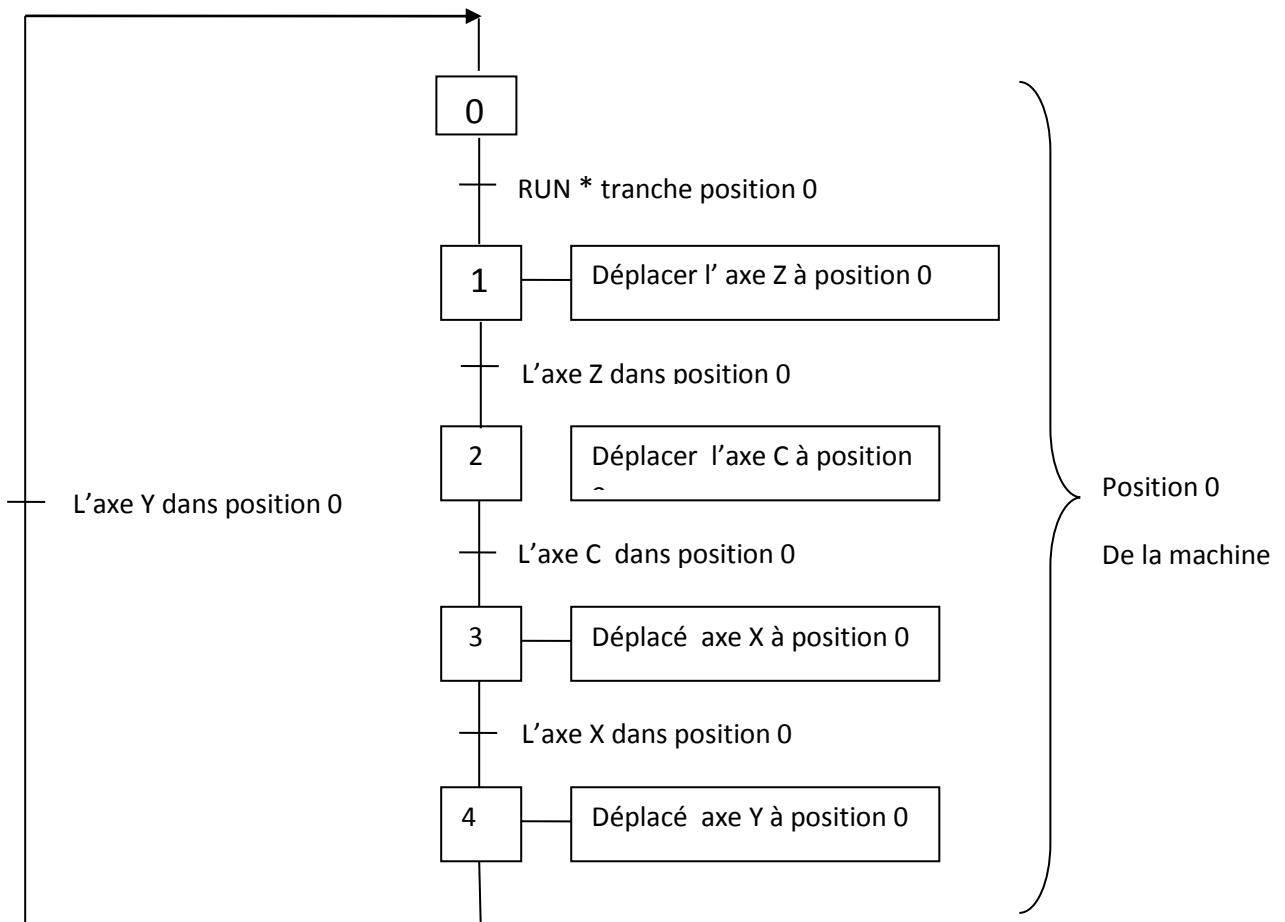 0
RUN * tranche position 0
1
Déplacer l' axe Z à position 0
L'axe Z dans position 0
2
Déplacer l'axe C à position
L'axe Y dans position 0
Position 0
De la machine
L'axe C dans position 0
3
Déplacé axe X à position 0
L'axe X dans position 0
4
Déplacé axe Y à position 0